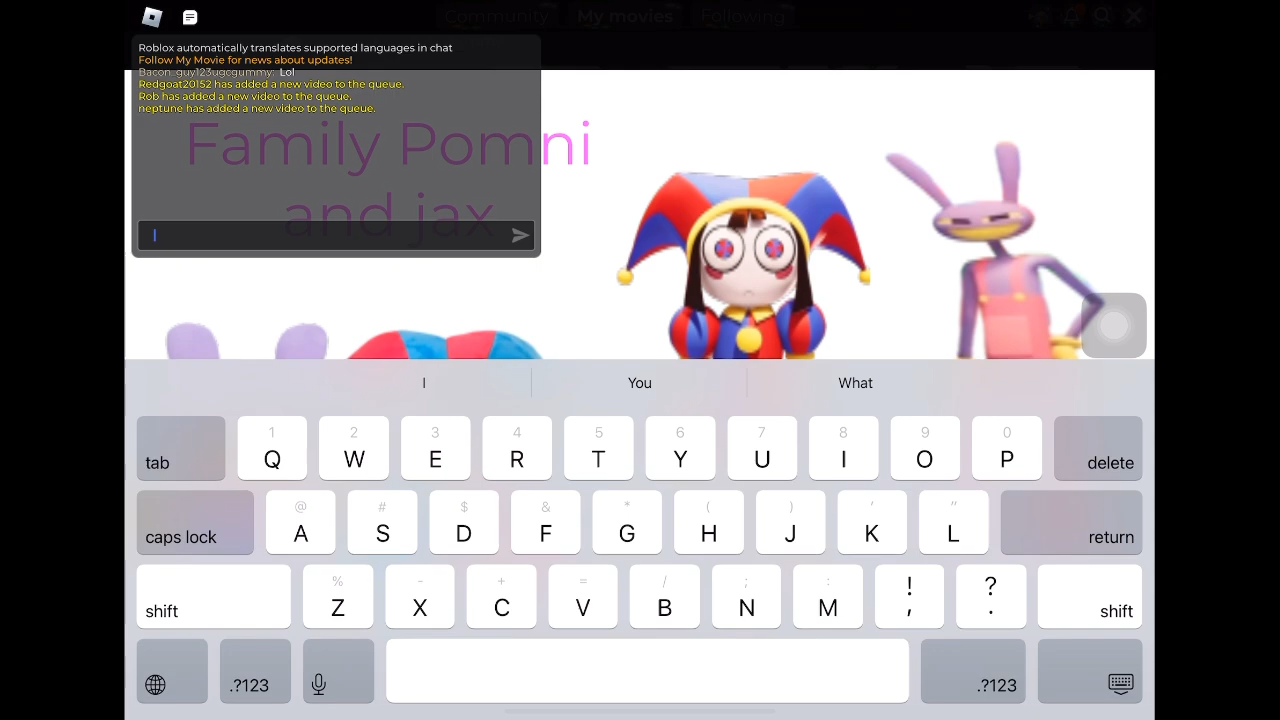 Community My movies Following
Roblox automatically translates supported languages in chat
Follow My Movie for news about updates!
Bacon_guy123ugcgummy: Lol
Redgoat20152 has added a new video to the queue.
Rob has added a new video to the queue.
neptune has added a new video to the queue.
Family Pomni
and jax
I You What
tab 1 Q 2 W 3 E 4 R 5 T 6 Y 7 U 8 I 9 O 0 P delete
caps lock @ A # S $ D & F * G ( H ) J ' K " L return
shift % Z - X + C = V / B ; N : M ! , ? . shift
.?123 .?123